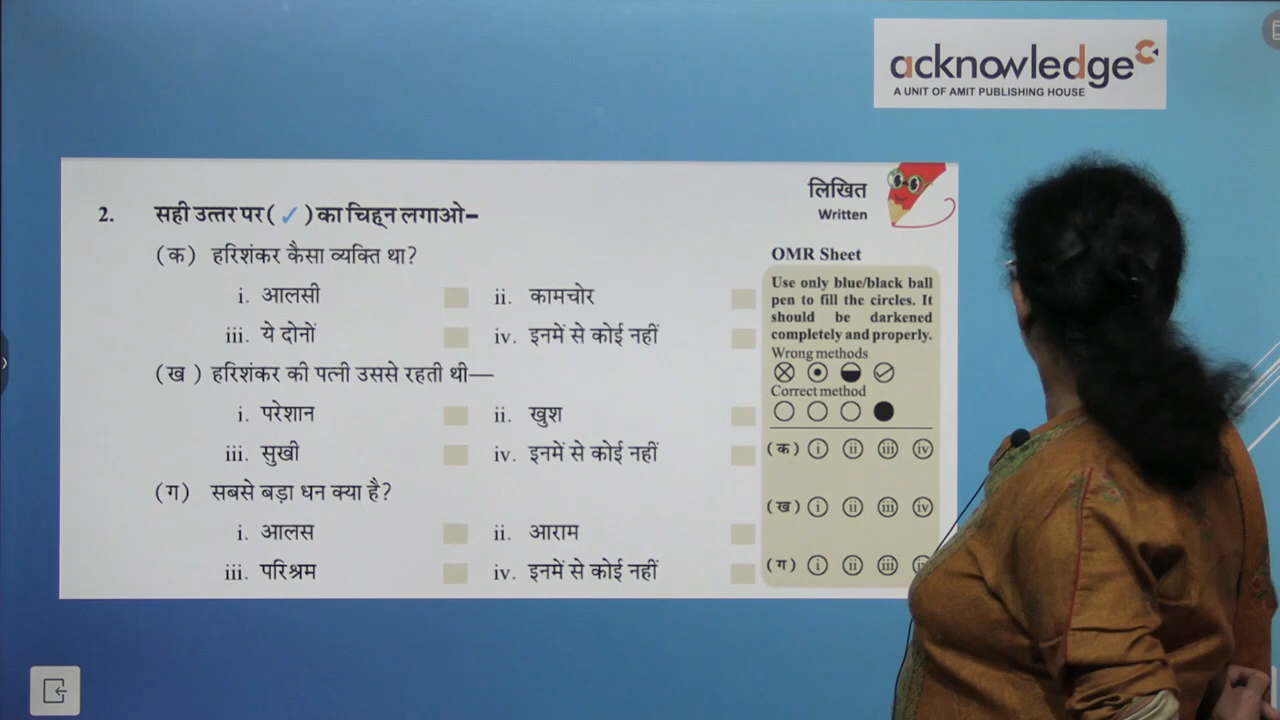 acknowledge
A UNIT OF AMIT PUBLISHING HOUSE
लिखित
Written
2. सही उत्तर पर ( ✓ ) का चिह्न लगाओ–
(क) हरिशंकर कैसा व्यक्ति था?
i. आलसी ii. कामचोर
iii. ये दोनों iv. इनमें से कोई नहीं
(ख) हरिशंकर की पत्नी उससे रहती थी—
i. परेशान ii. खुश
iii. सुखी iv. इनमें से कोई नहीं
(ग) सबसे बड़ा धन क्या है?
i. आलस ii. आराम
iii. परिश्रम iv. इनमें से कोई नहीं
OMR Sheet
Use only blue/black ball
pen to fill the circles. It
should be darkened
completely and properly.
Wrong methods
Correct method
(क) i ii iii iv
(ख) i ii iii iv
(ग) i ii iii